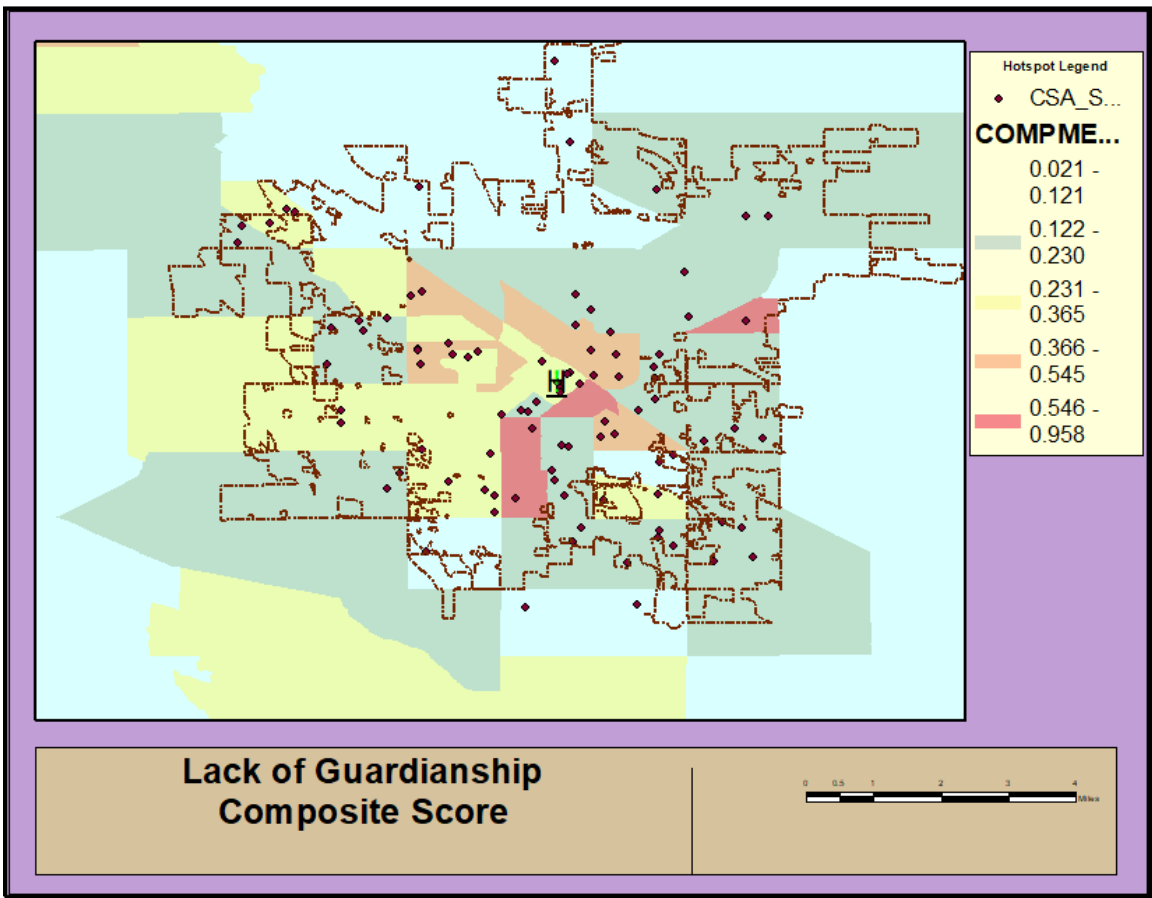 Hotspot Legend
CSA_S...
COMPME...
0.021 -
0.121
0.122 -
0.230
0.231 -
0.365
0.366 -
0.545
0.546 -
0.958
H
Lack of Guardianship
Composite Score
0 0.5 1 2 3 4
Miles